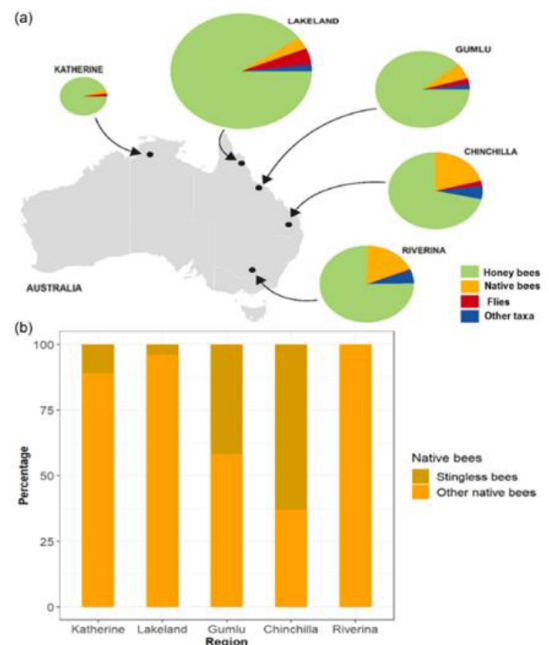 (a)
LAKELAND
KATHERINE
GUMLU
CHINCHILLA
RIVERINA
AUSTRALIA
Honey bees
Native bees
Flies
Other taxa
(b)
100
75
50
25
0
Percentage
Katherine Lakeland Gumlu Chinchilla Riverina
Region
Native bees
Stingless bees
Other native bees